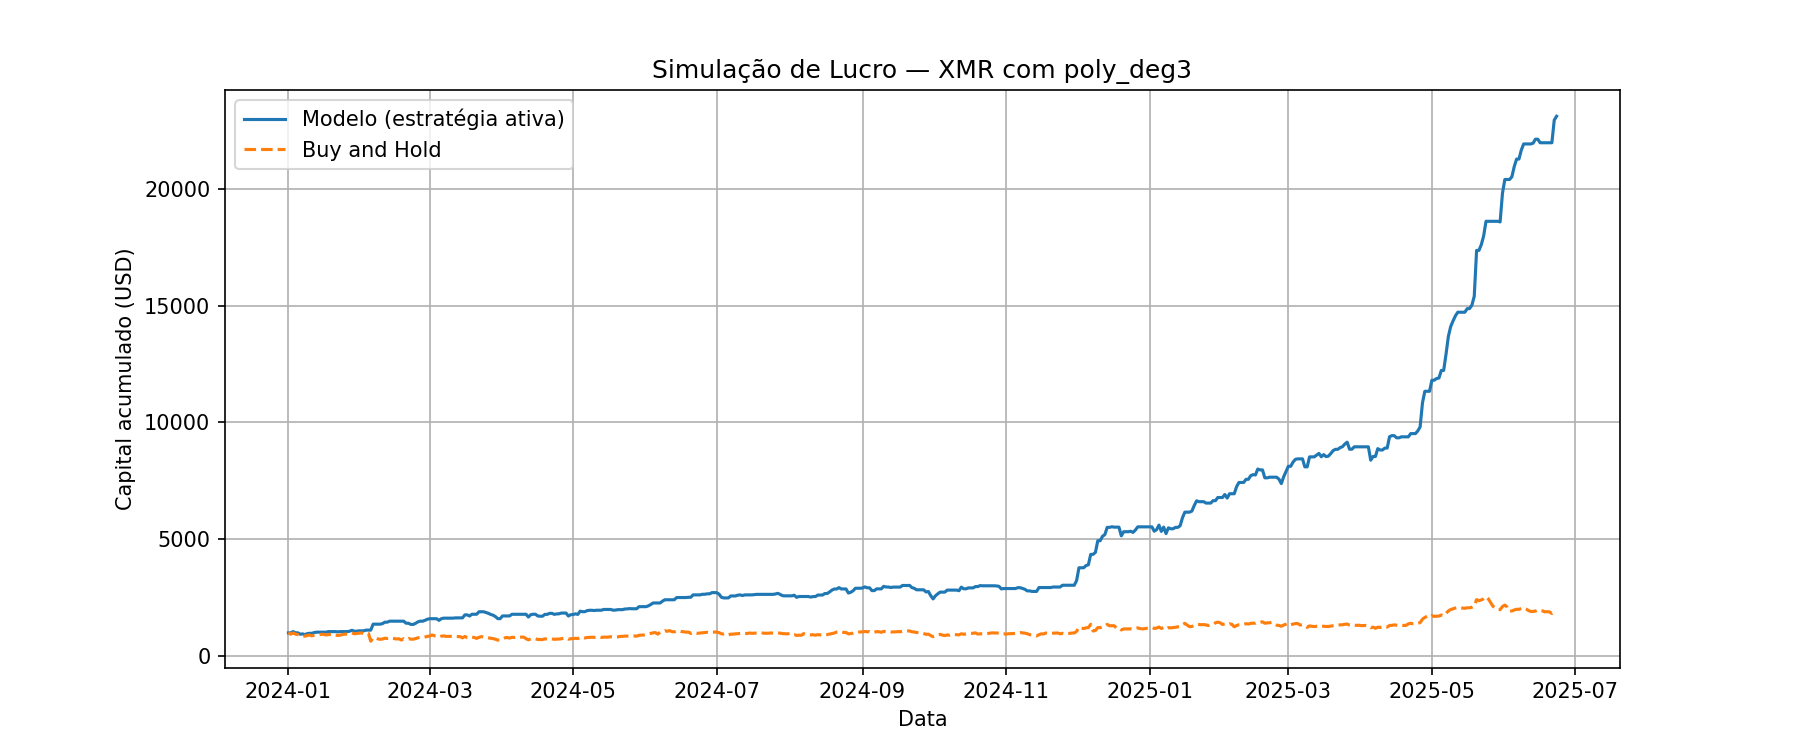 Simulação de Lucro — XMR com poly_deg3
Modelo (estratégia ativa)
Buy and Hold
Capital acumulado (USD)
20000
15000
10000
5000
0
2024-01 2024-03 2024-05 2024-07 2024-09 2024-11 2025-01 2025-03 2025-05 2025-07
Data